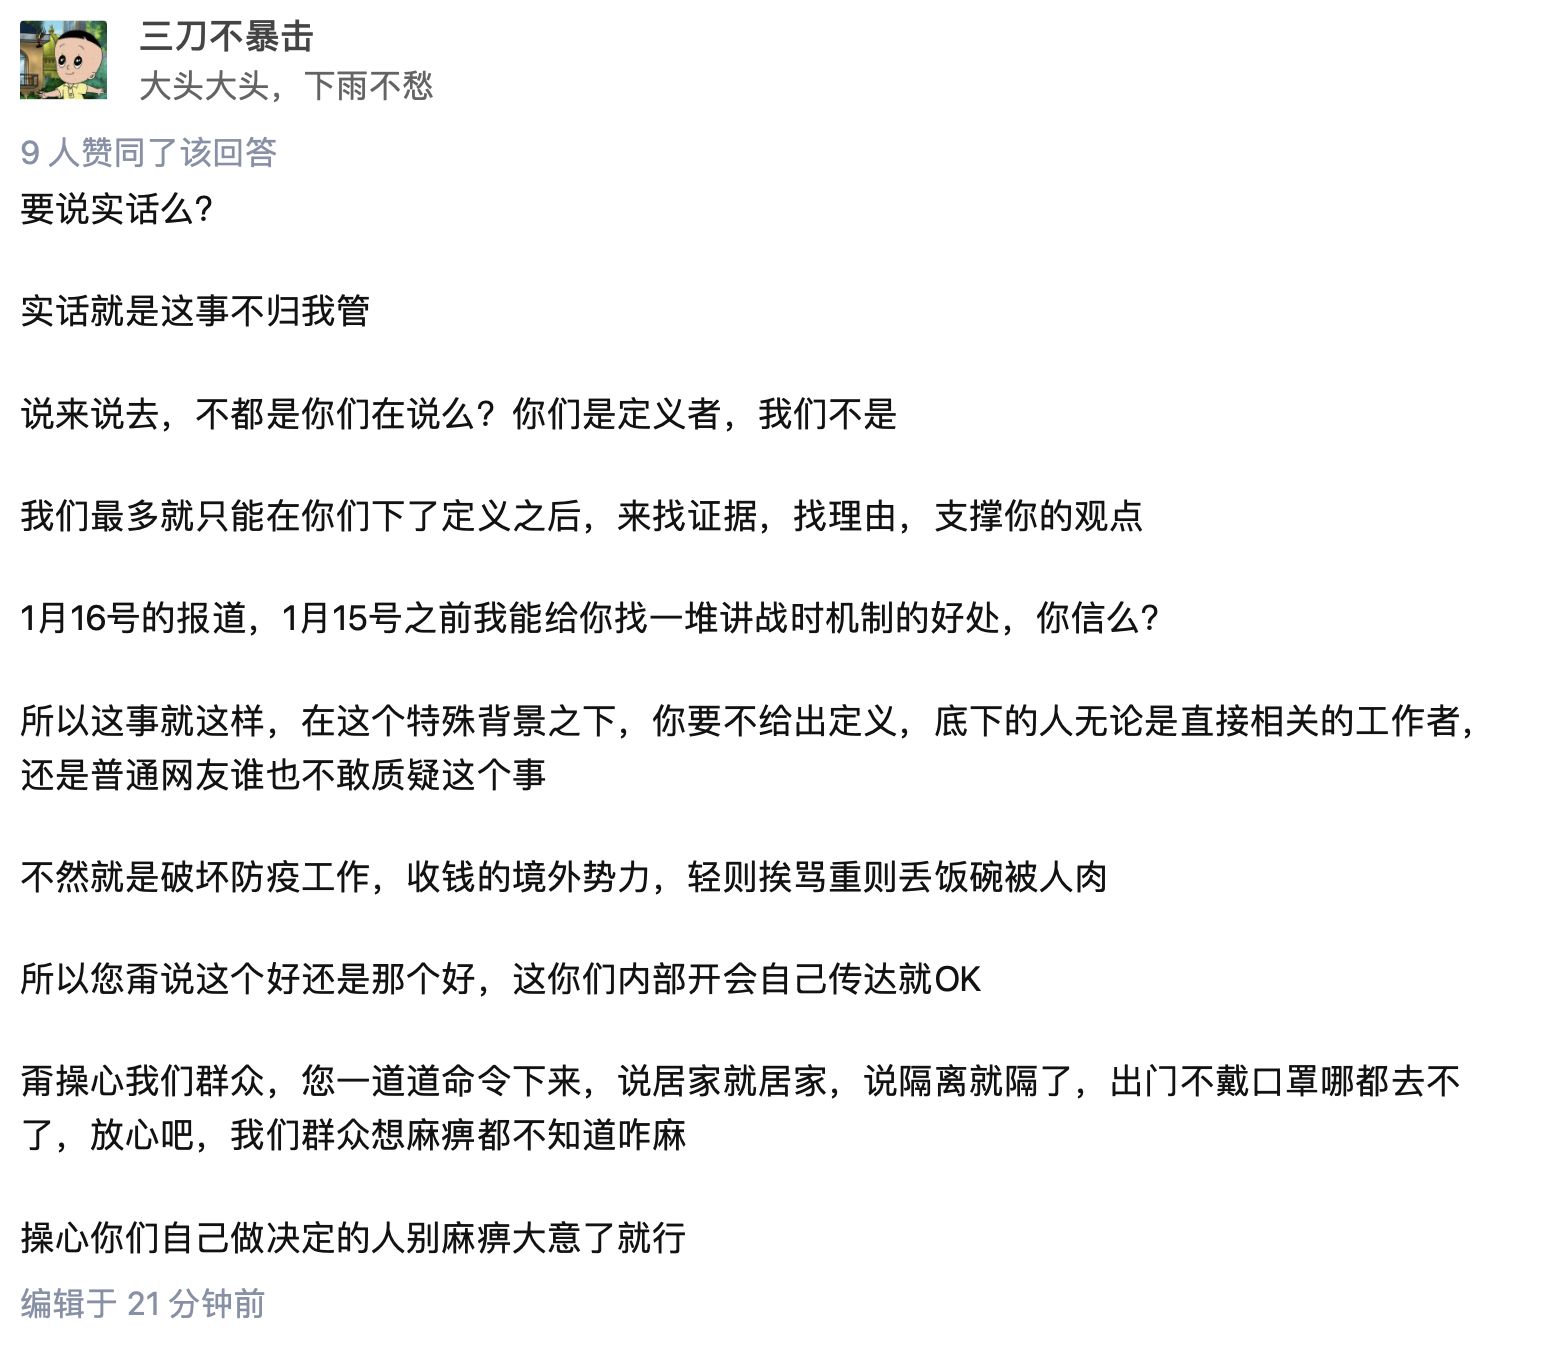 三刀不暴击
大头大头，下雨不愁
9 人赞同了该回答
要说实话么？
实话就是这事不归我管
说来说去，不都是你们在说么？你们是定义者，我们不是
我们最多就只能在你们下了定义之后，来找证据，找理由，支撑你的观点
1月16号的报道，1月15号之前我能给你找一堆讲战时机制的好处，你信么？
所以这事就这样，在这个特殊背景之下，你要不给出定义，底下的人无论是直接相关的工作者，
还是普通网友谁也不敢质疑这个事
不然就是破坏防疫工作，收钱的境外势力，轻则挨骂重则丢饭碗被人肉
所以您甭说这个好还是那个好，这你们内部开会自己传达就OK
甭操心我们群众，您一道道命令下来，说居家就居家，说隔离就隔了，出门不戴口罩哪都去不
了，放心吧，我们群众想麻痹都不知道咋麻
操心你们自己做决定的人别麻痹大意了就行
编辑于 21 分钟前